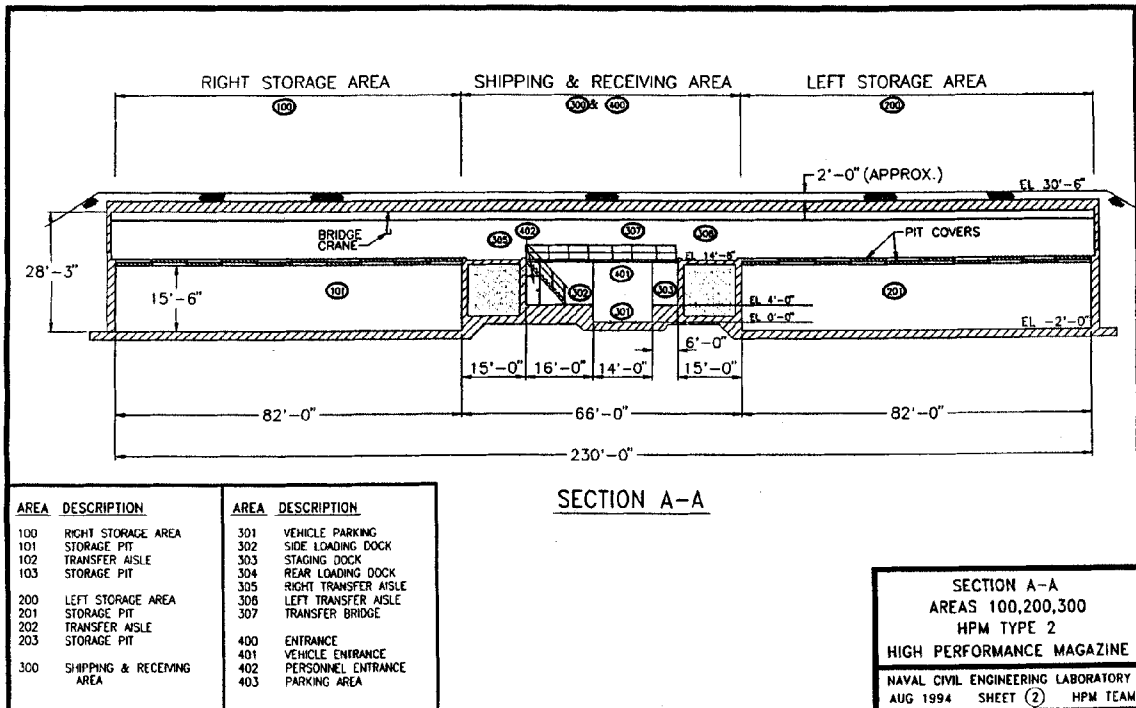 RIGHT STORAGE AREA
SHIPPING & RECEIVING AREA
LEFT STORAGE AREA
100
300 & 400
200
2'-0" (APPROX.)
EL 30'-6"
BRIDGE
CRANE
305
402
307
306
PIT COVERS
EL 14'-8"
28'-3"
15'-6"
101
401
302
303
301
201
EL 4'-0"
EL 0'-0"
EL -2'-0"
6'-0"
15'-0"
16'-0"
14'-0"
15'-0"
82'-0"
66'-0"
82'-0"
230'-0"
SECTION A-A
AREA DESCRIPTION
100 RIGHT STORAGE AREA
101 STORAGE PIT
102 TRANSFER AISLE
103 STORAGE PIT
200 LEFT STORAGE AREA
201 STORAGE PIT
202 TRANSFER AISLE
203 STORAGE PIT
300 SHIPPING & RECEIVING
AREA
AREA DESCRIPTION
301 VEHICLE PARKING
302 SIDE LOADING DOCK
303 STAGING DOCK
304 REAR LOADING DOCK
305 RIGHT TRANSFER AISLE
306 LEFT TRANSFER AISLE
307 TRANSFER BRIDGE
400 ENTRANCE
401 VEHICLE ENTRANCE
402 PERSONNEL ENTRANCE
403 PARKING AREA
SECTION A-A
AREAS 100,200,300
HPM TYPE 2
HIGH PERFORMANCE MAGAZINE
NAVAL CIVIL ENGINEERING LABORATORY
AUG 1994 SHEET 2 HPM TEAM